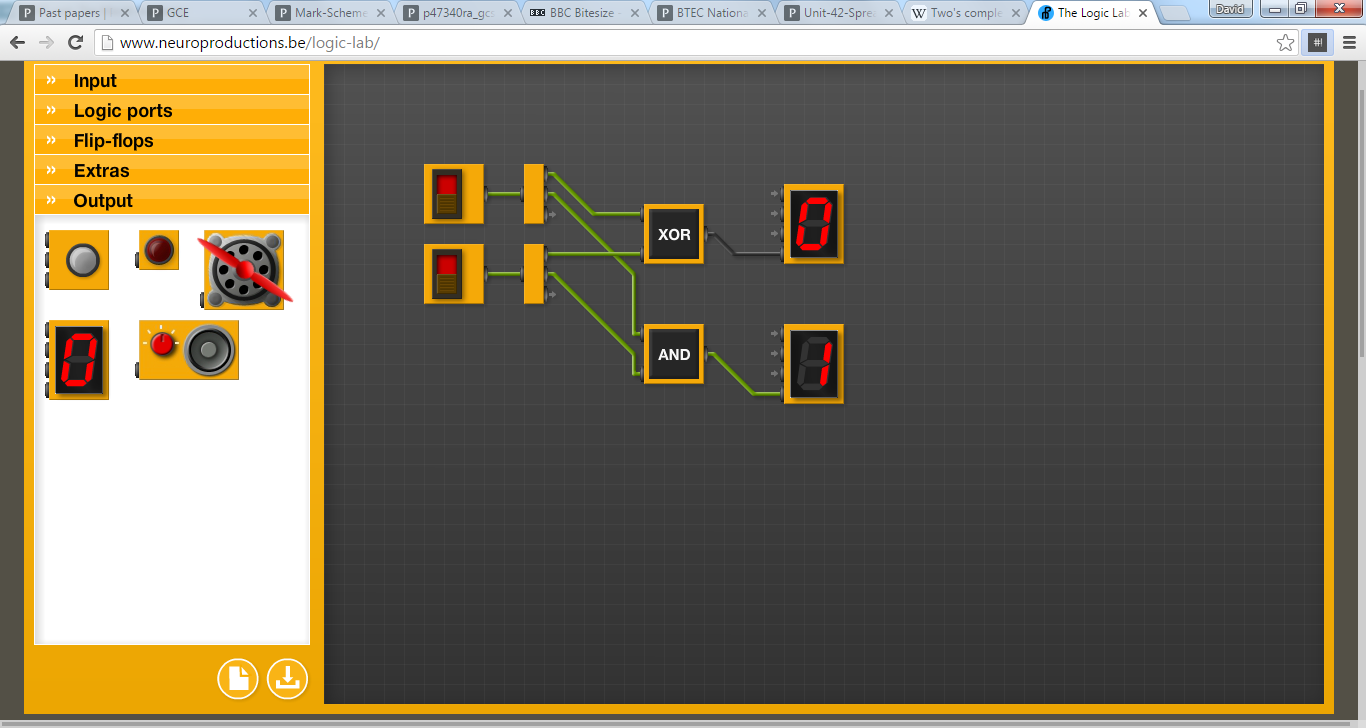 Past papers |
GCE
Mark-Scheme
p47340ra_gcs
BBC Bitesize -
BTEC Nationa
Unit-42-Sprea
Two's comple
The Logic Lab
David
www.neuroproductions.be/logic-lab/
Input
Logic ports
Flip-flops
Extras
Output
XOR
0
AND
1
0